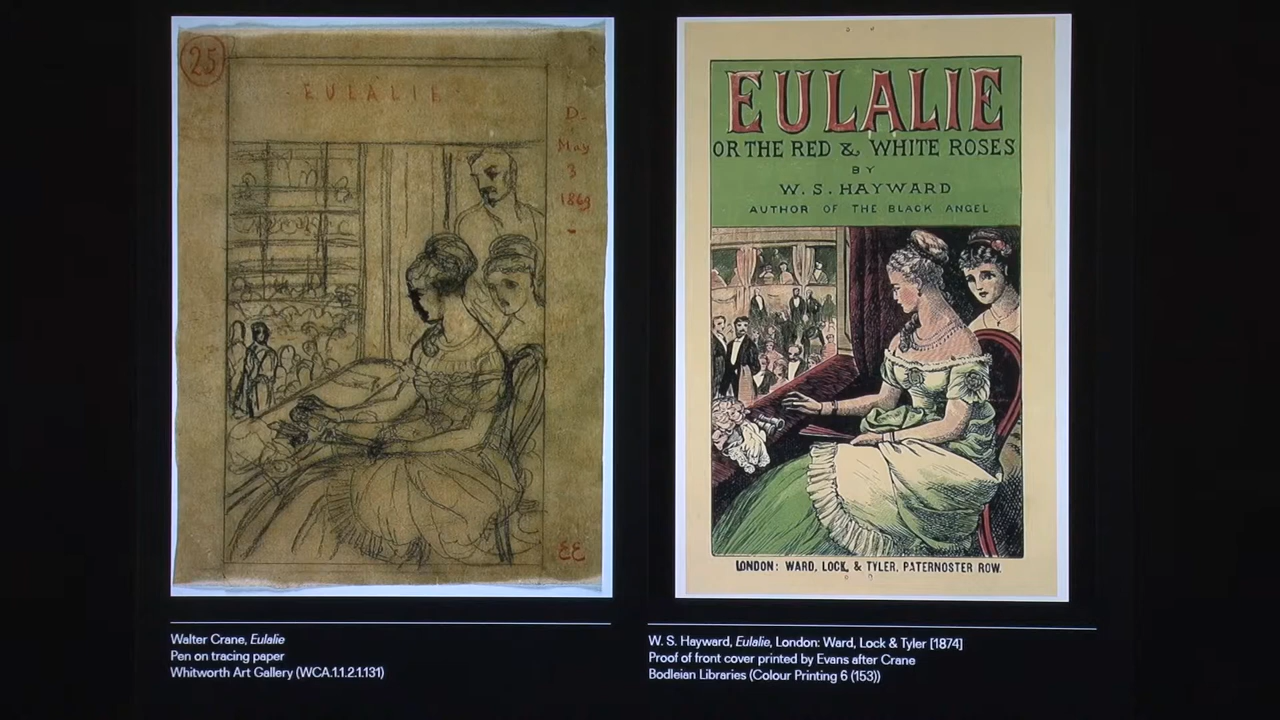 25
EULALIE
D.
May
3
1869
EE
EULALIE
OR THE RED & WHITE ROSES
BY
W. S. HAYWARD
AUTHOR OF THE BLACK ANGEL
LONDON: WARD, LOCK, & TYLER, PATERNOSTER ROW.
Walter Crane, Eulalie
Pen on tracing paper
Whitworth Art Gallery (WCA.1.1.2.1.131)
W. S. Hayward, Eulalie, London: Ward, Lock & Tyler [1874]
Proof of front cover printed by Evans after Crane
Bodleian Libraries (Colour Printing 6 (153))